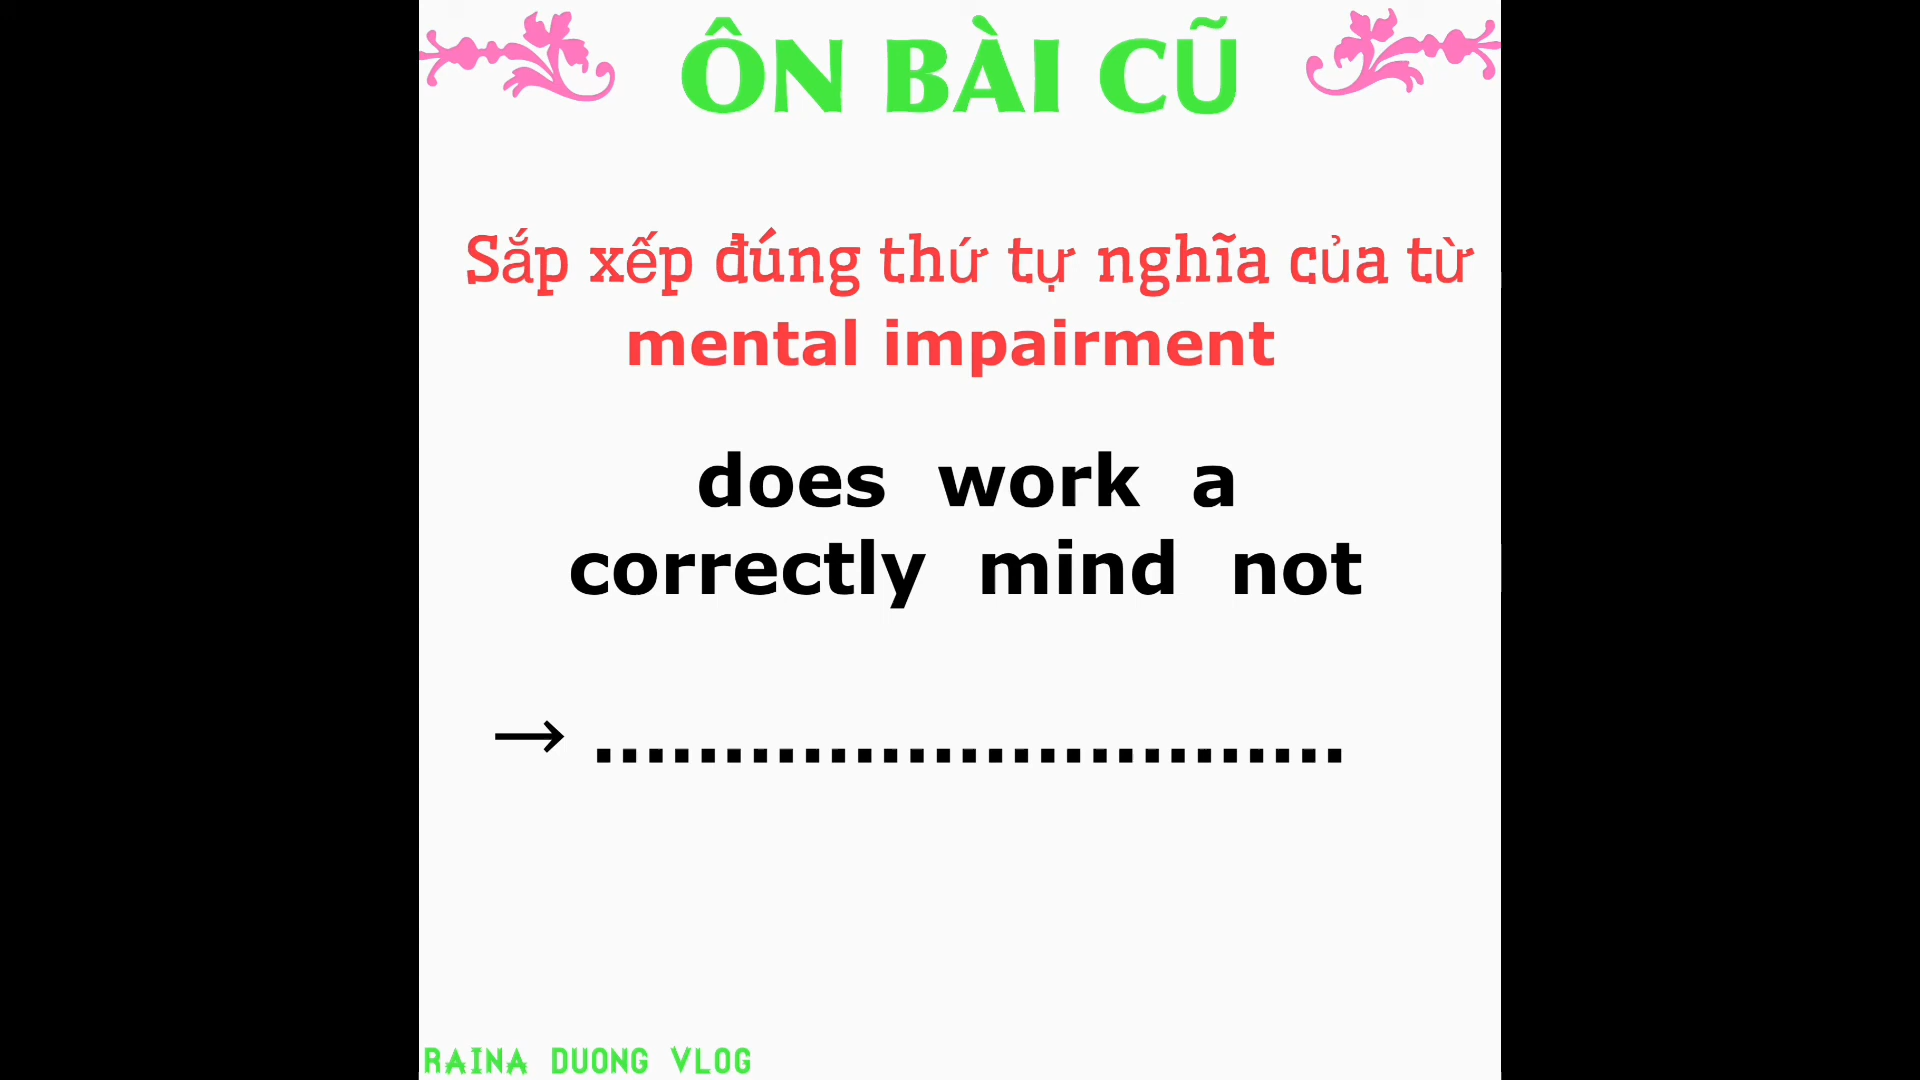 ÔN BÀI CŨ
Sắp xếp đúng thứ tự nghĩa của từ
mental impairment
does work a
correctly mind not
→ .............................
RAINA DUONG VLOG